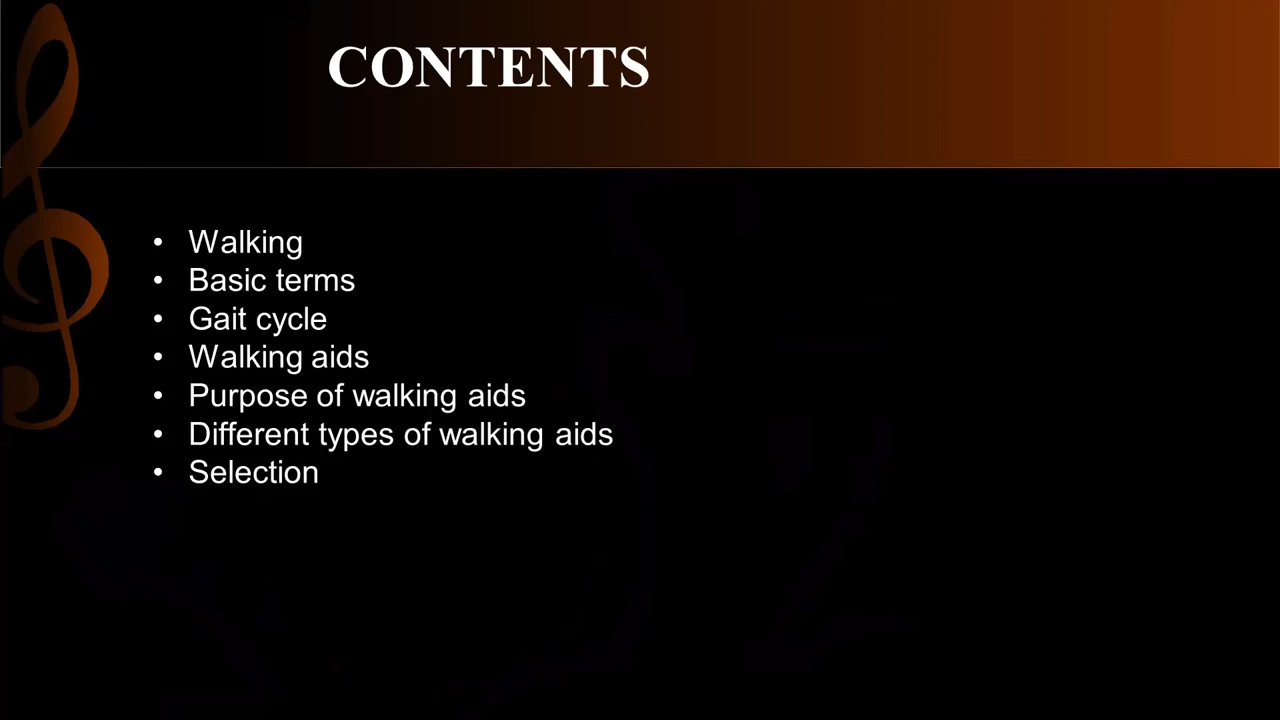 CONTENTS
• Walking
• Basic terms
• Gait cycle
• Walking aids
• Purpose of walking aids
• Different types of walking aids
• Selection